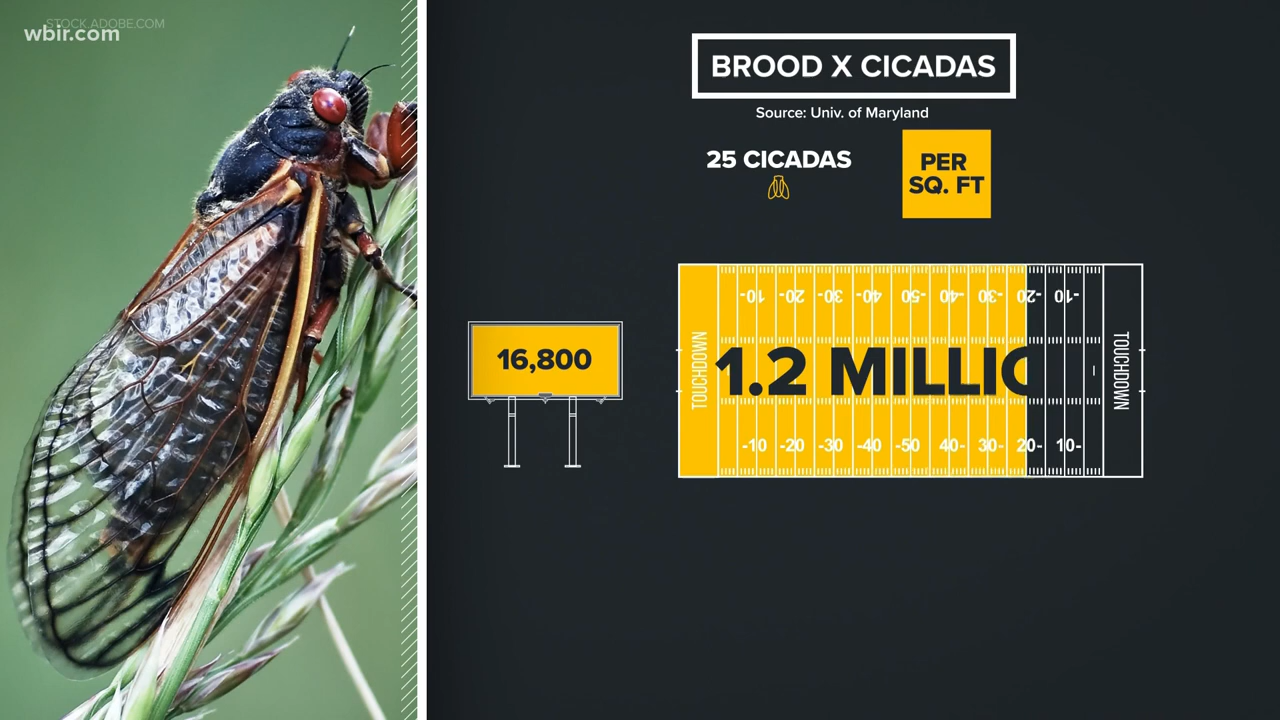 STOCK.ADOBE.COM
wbir.com
BROOD X CICADAS
Source: Univ. of Maryland
25 CICADAS
PER
SQ. FT
16,800
-10 -20 -30 -40 -50 40- 30- 20- 10-
TOUCHDOWN
1.2 MILLIO
TOUCHDOWN
-10 -20 -30 -40 -50 40- 30- 20- 10-